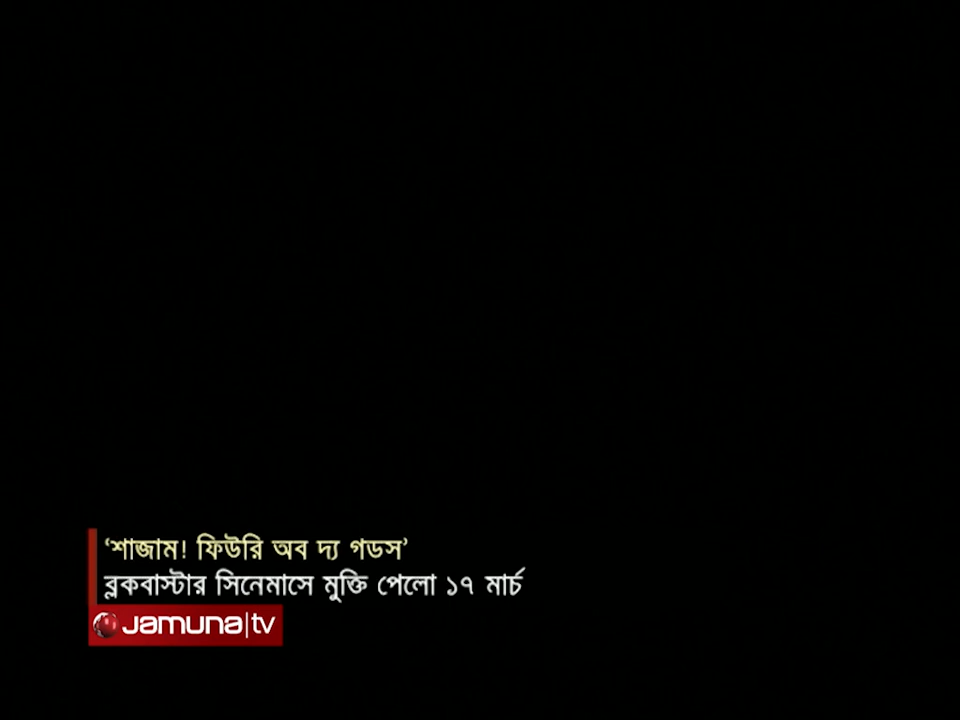 ‘শাজাম! ফিউরি অব দ্য গডস’
ব্লকবাস্টার সিনেমাসে মুক্তি পেলো ১৭ মার্চ
Jamuna|tv